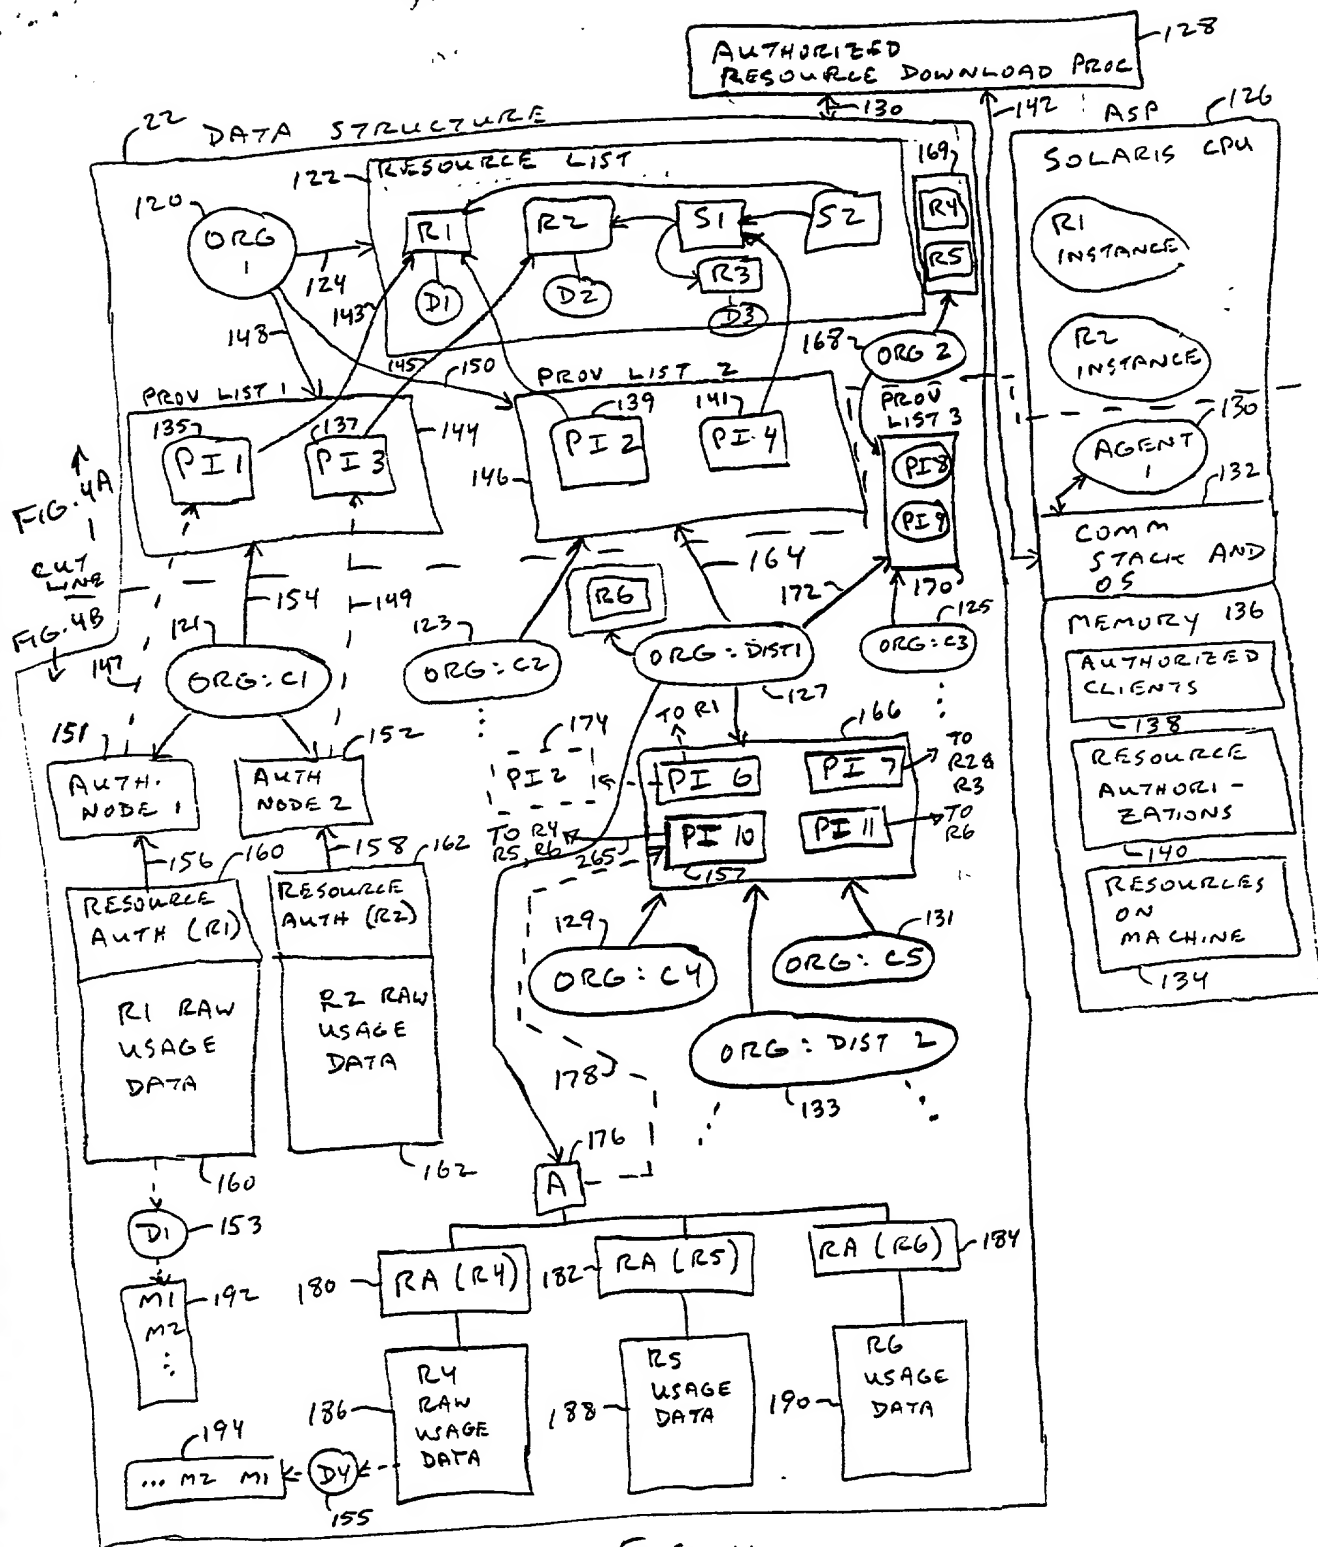 AUTHORIZED
RESOURCE DOWNLOAD PROC
128
22
DATA STRUCTURE
130
142
ASP
126
122
RESOURCE LIST
169
SOLARIS CPU
120
ORG
1
R1
R2
S1
S2
R4
R5
R3
D1
D2
D3
R1
INSTANCE
124
143
148
145
150
168
ORG 2
R2
INSTANCE
PROV LIST 1
PROV LIST 2
PROV
LIST 3
130
135
PI 1
137
PI 3
144
139
PI 2
141
PI 4
146
PI8
PI9
AGENT
1
132
FIG. 4A
CUT
LINE
FIG. 4B
COMM
STACK AND
OS
154
149
164
172
170
R6
121
ORG: C1
123
ORG: C2
ORG: DIST1
127
125
ORG: C3
MEMORY 136
AUTHORIZED
CLIENTS
138
147
151
AUTH.
NODE 1
152
AUTH
NODE 2
174
PI 2
TO R1
166
PI 6
PI 7
TO
R2 &
R3
RESOURCE
AUTHORI-
ZATIONS
140
TO R4
R5 R6
265
PI 10
157
PI 11
TO
R6
156
160
158
162
RESOURCE
AUTH (R1)
RESOURCE
AUTH (R2)
RESOURCES
ON
MACHINE
134
129
ORG: C4
131
ORG: C5
R1 RAW
USAGE
DATA
R2 RAW
USAGE
DATA
ORG: DIST 2
133
178
160
162
176
A
D1
153
M1
M2
192
180
RA (R4)
182
RA (R5)
RA (R6)
184
R4
RAW
USAGE
DATA
186
R5
USAGE
DATA
188
R6
USAGE
DATA
190
194
... M2 M1
D4
155